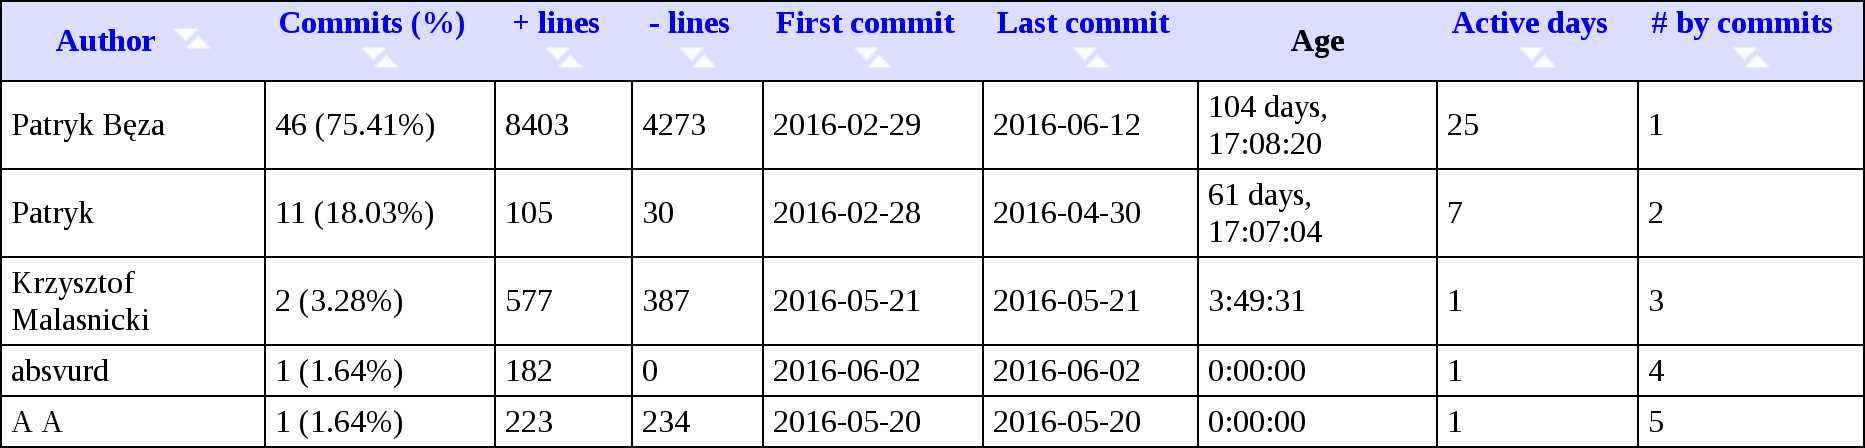 Author Commits (%) + lines - lines First commit Last commit Age Active days # by commits
Patryk Bęza 46 (75.41%) 8403 4273 2016-02-29 2016-06-12 104 days, 17:08:20 25 1
Patryk 11 (18.03%) 105 30 2016-02-28 2016-04-30 61 days, 17:07:04 7 2
Krzysztof Malasnicki 2 (3.28%) 577 387 2016-05-21 2016-05-21 3:49:31 1 3
absvurd 1 (1.64%) 182 0 2016-06-02 2016-06-02 0:00:00 1 4
A A 1 (1.64%) 223 234 2016-05-20 2016-05-20 0:00:00 1 5